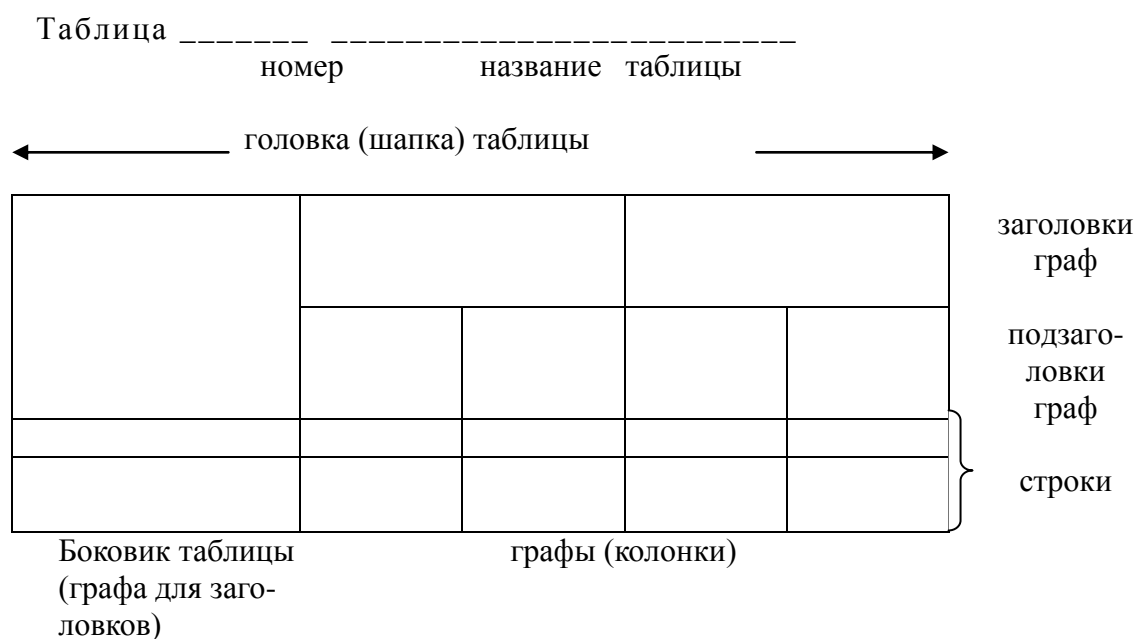 Таблица _______ _________________________
номер название таблицы
головка (шапка) таблицы
заголовки
граф
подзаго-
ловки
граф
строки
Боковик таблицы
(графа для заго-
ловков)
графы (колонки)